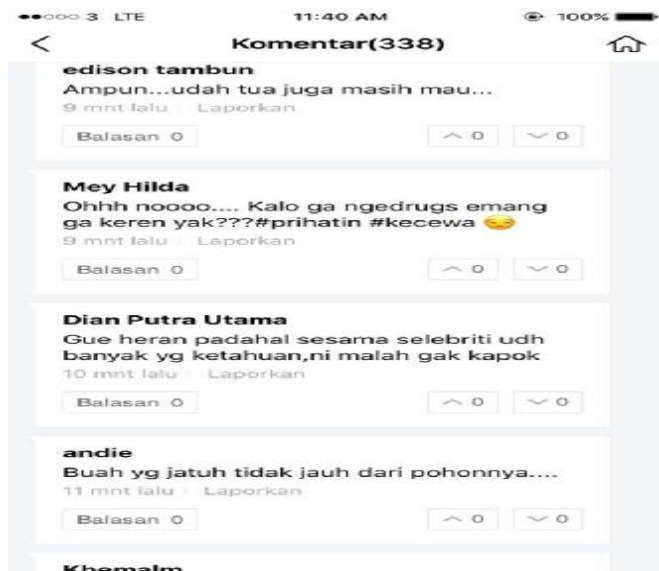 3 LTE 11:40 AM 100%
Komentar(338)
edison tambun
Ampun...udah tua juga masih mau...
9 mnt lalu Laporkan
Balasan 0 0 0
Mey Hilda
Ohhh noooo.... Kalo ga ngedrugs emang
ga keren yak???#prihatin #kecewa 😒
9 mnt lalu Laporkan
Balasan 0 0 0
Dian Putra Utama
Gue heran padahal sesama selebriti udh
banyak yg ketahuan,ni malah gak kapok
10 mnt lalu Laporkan
Balasan 0 0 0
andie
Buah yg jatuh tidak jauh dari pohonnya....
11 mnt lalu Laporkan
Balasan 0 0 0